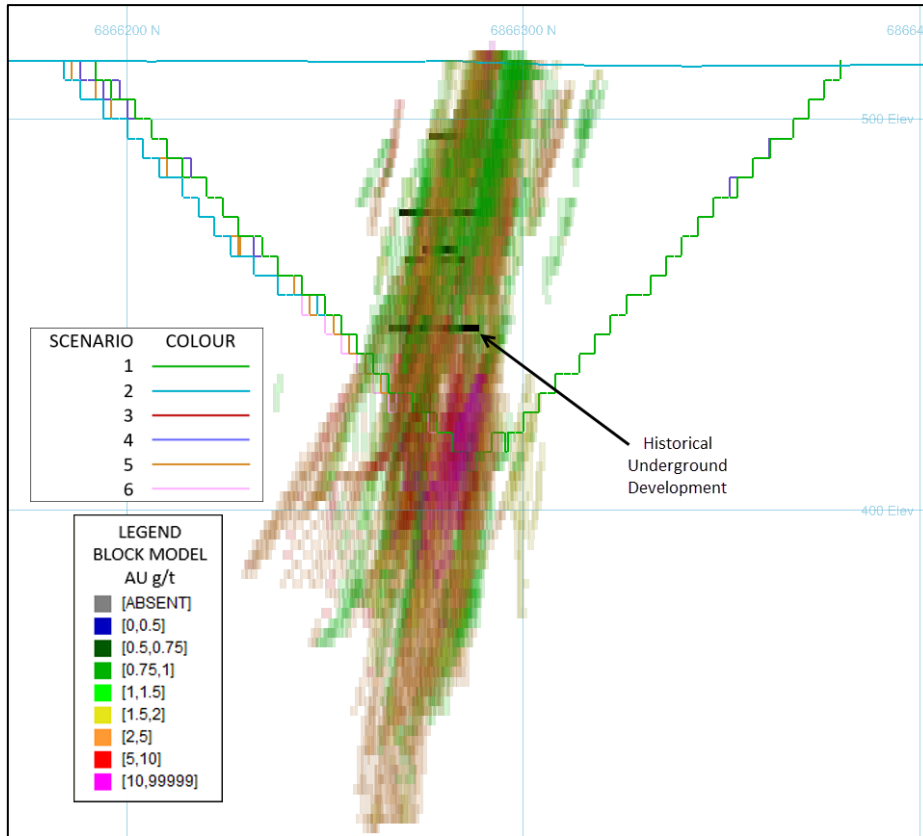 6866200 N
6866300 N
68664
500 Elev
SCENARIO COLOUR
1
2
3
4
5
6
Historical
Underground
Development
400 Elev
LEGEND
BLOCK MODEL
AU g/t
[ABSENT]
[0,0.5]
[0.5,0.75]
[0.75,1]
[1,1.5]
[1.5,2]
[2,5]
[5,10]
[10,99999]